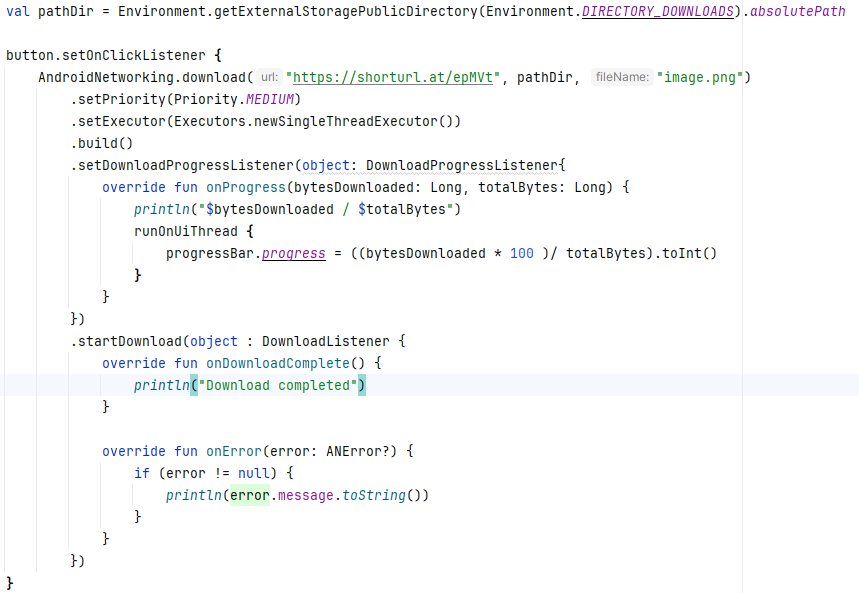 val pathDir = Environment.getExternalStoragePublicDirectory(Environment.DIRECTORY_DOWNLOADS).absolutePath

button.setOnClickListener {
    AndroidNetworking.download( url: "https://shorturl.at/epMVt", pathDir, fileName: "image.png")
        .setPriority(Priority.MEDIUM)
        .setExecutor(Executors.newSingleThreadExecutor())
        .build()
        .setDownloadProgressListener(object: DownloadProgressListener{
            override fun onProgress(bytesDownloaded: Long, totalBytes: Long) {
                println("$bytesDownloaded / $totalBytes")
                runOnUiThread {
                    progressBar.progress = ((bytesDownloaded * 100 )/ totalBytes).toInt()
                }
            }
        })
        .startDownload(object : DownloadListener {
            override fun onDownloadComplete() {
                println("Download completed")
            }

            override fun onError(error: ANError?) {
                if (error != null) {
                    println(error.message.toString())
                }
            }
        })
}